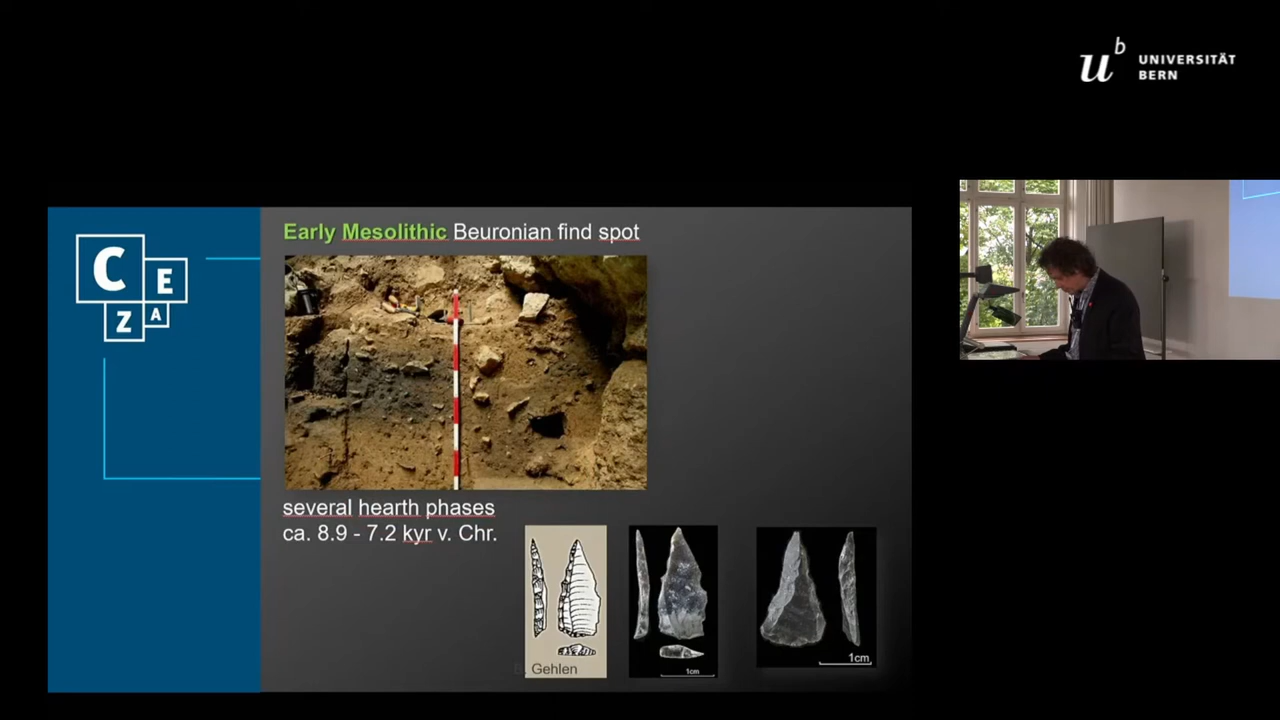 u
b
UNIVERSITÄT
BERN
C
E
Z
A
Early Mesolithic Beuronian find spot
several hearth phases
ca. 8.9 - 7.2 kyr v. Chr.
Gehlen
1cm
1cm